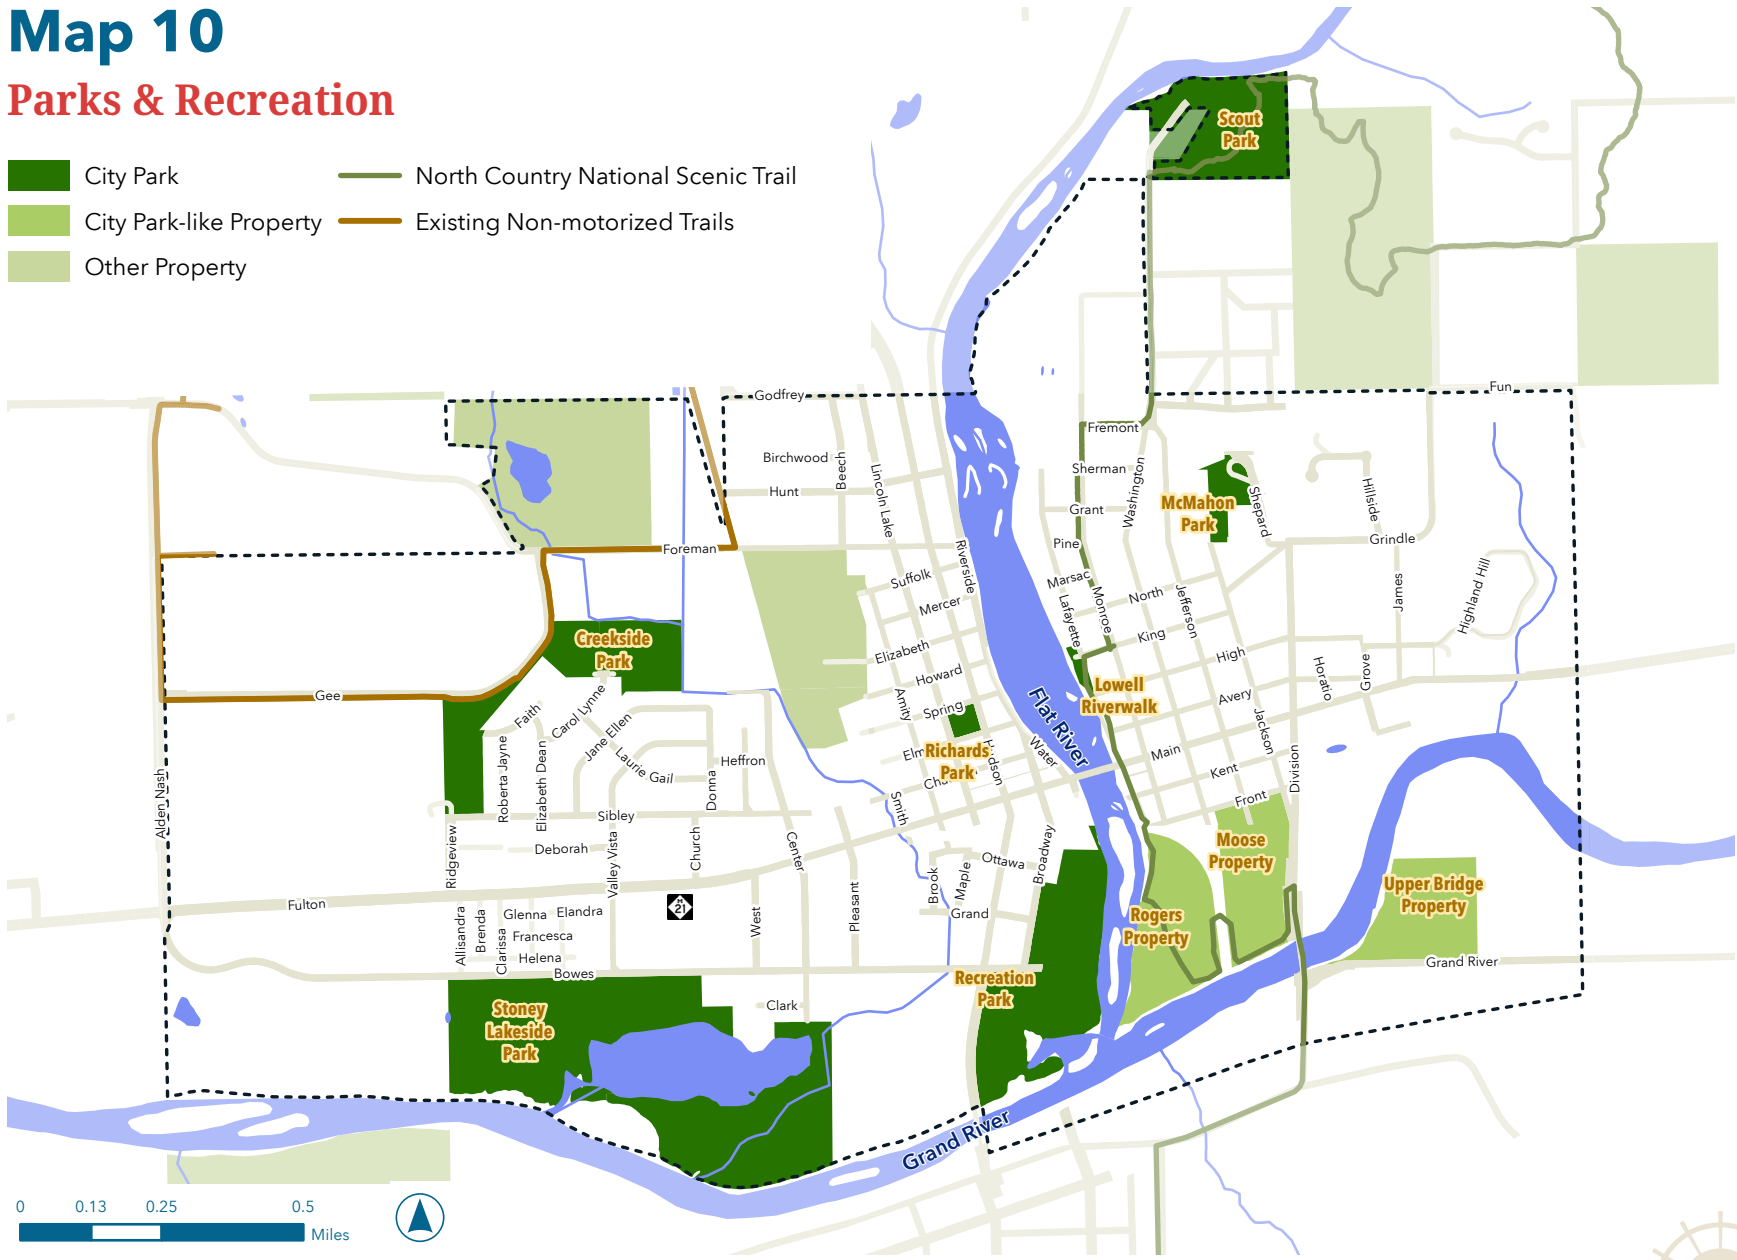 Map 10
Parks & Recreation
City Park
North Country National Scenic Trail
City Park-like Property
Existing Non-motorized Trails
Other Property
Scout
Park
Godfrey
Fun
Fremont
Birchwood
Beech
Sherman
Washington
Lincoln Lake
Hunt
McMahon
Park
Shepard
Hillside
Grant
Foreman
Pine
Grindle
Riverside
Suffolk
Marsac
Mercer
Lafayette
Monroe
North
Jefferson
James
Highland Hill
Creekside
Park
King
Elizabeth
High
Howard
Horatio
Grove
Gee
Faith
Carol Lynne
Amity
Spring
Lowell
Riverwalk
Avery
Flat River
Jane Ellen
Jackson
Roberta Jayne
Elizabeth Dean
Laurie Gail
Donna
Heffron
Richards
Park
Hudson
Water
Main
Kent
Division
Alden Nash
Smith
Front
Sibley
Ridgeview
Deborah
Valley Vista
Church
Center
Ottawa
Broadway
Moose
Property
Brook
Maple
Upper Bridge
Property
Fulton
M
21
West
Pleasant
Grand
Rogers
Property
Allisandra
Brenda
Glenna
Elandra
Clarissa
Francesca
Helena
Bowes
Grand River
Recreation
Park
Clark
Stoney
Lakeside
Park
Grand River
0
0.13
0.25
0.5
Miles